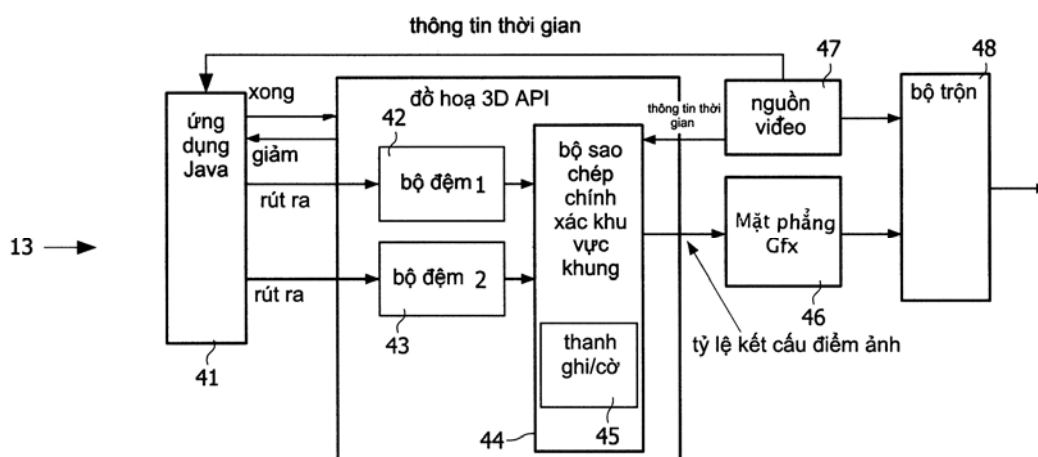 thông tin thời gian
47
48
xong
đồ hoạ 3D API
nguồn
viđeo
bộ trộn
ứng
dụng
Java
giảm
42
thông tin thời
gian
bộ đệm 1
bộ sao
chép
chính
xác khu
vực
khung
rút ra
Mặt phẳng
Gfx
13
bộ đệm 2
rút ra
43
46
thanh
ghi/cờ
tỷ lệ kết cấu điểm ảnh
41
44
45